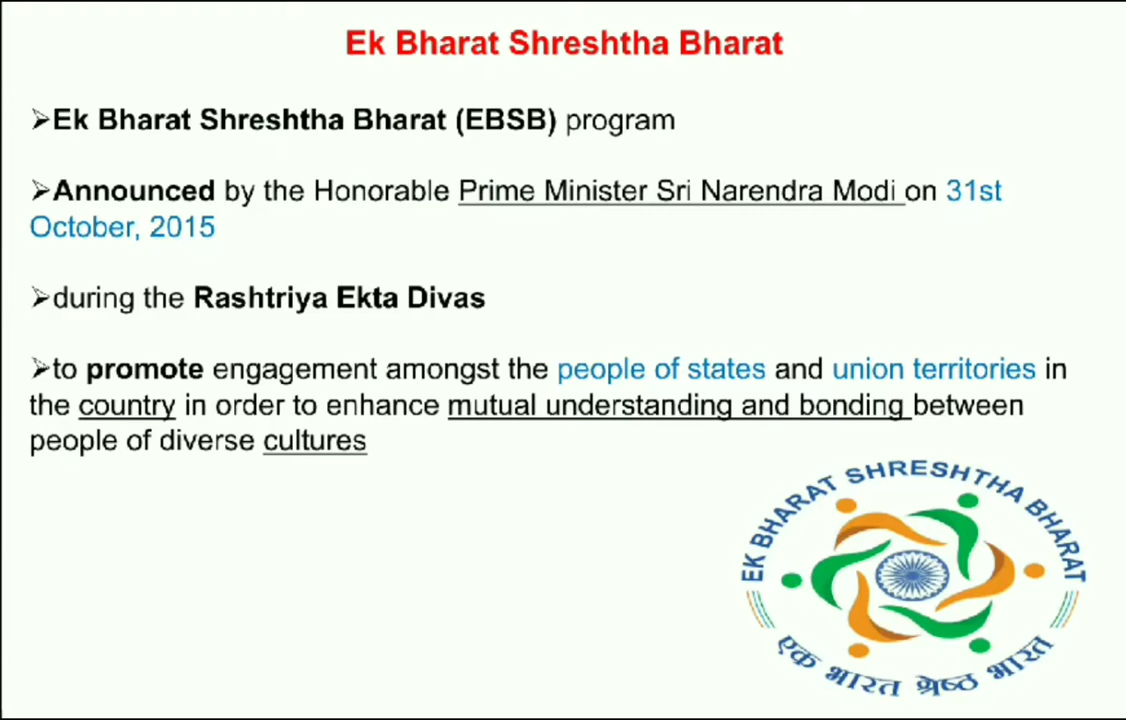 Ek Bharat Shreshtha Bharat
➢Ek Bharat Shreshtha Bharat (EBSB) program
➢Announced by the Honorable Prime Minister Sri Narendra Modi on 31st
October, 2015
➢during the Rashtriya Ekta Divas
➢to promote engagement amongst the people of states and union territories in
the country in order to enhance mutual understanding and bonding between
people of diverse cultures
EK BHARAT SHRESHTHA BHARAT
एक भारत श्रेष्ठ भारत